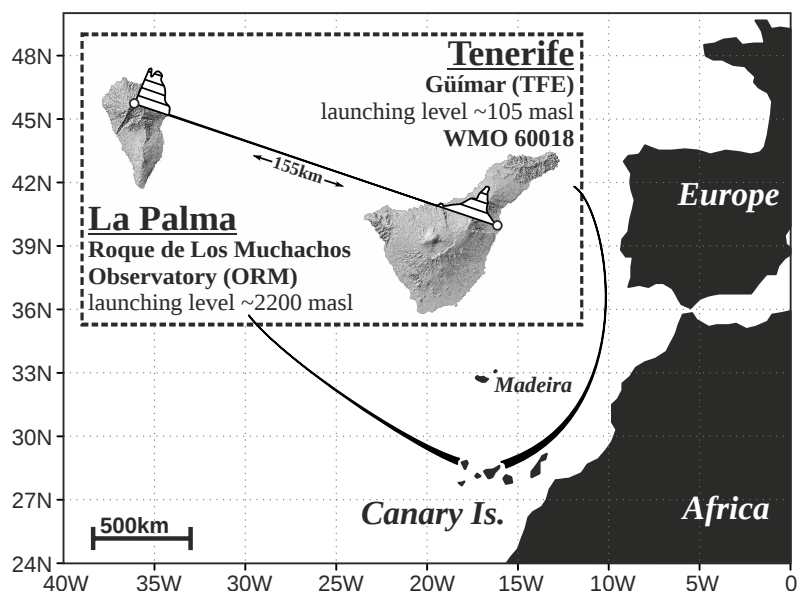 48N
45N
42N
39N
36N
33N
30N
27N
24N
Tenerife
Güímar (TFE)
launching level ~105 masl
WMO 60018
155km
La Palma
Roque de Los Muchachos
Observatory (ORM)
launching level ~2200 masl
Europe
Madeira
Canary Is.
Africa
500km
40W 35W 30W 25W 20W 15W 10W 5W 0